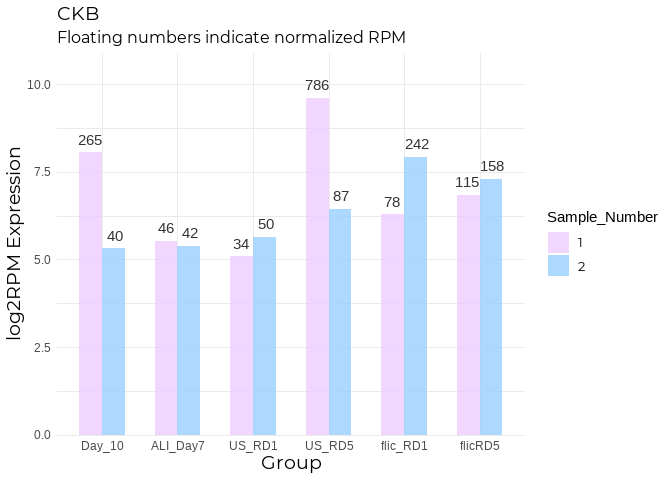 CKB
Floating numbers indicate normalized RPM
log2RPM Expression
10.0
7.5
5.0
2.5
0.0
265
40
46
42
34
50
786
87
78
242
115
158
Day_10
ALI_Day7
US_RD1
US_RD5
flic_RD1
flicRD5
Group
Sample_Number
1
2